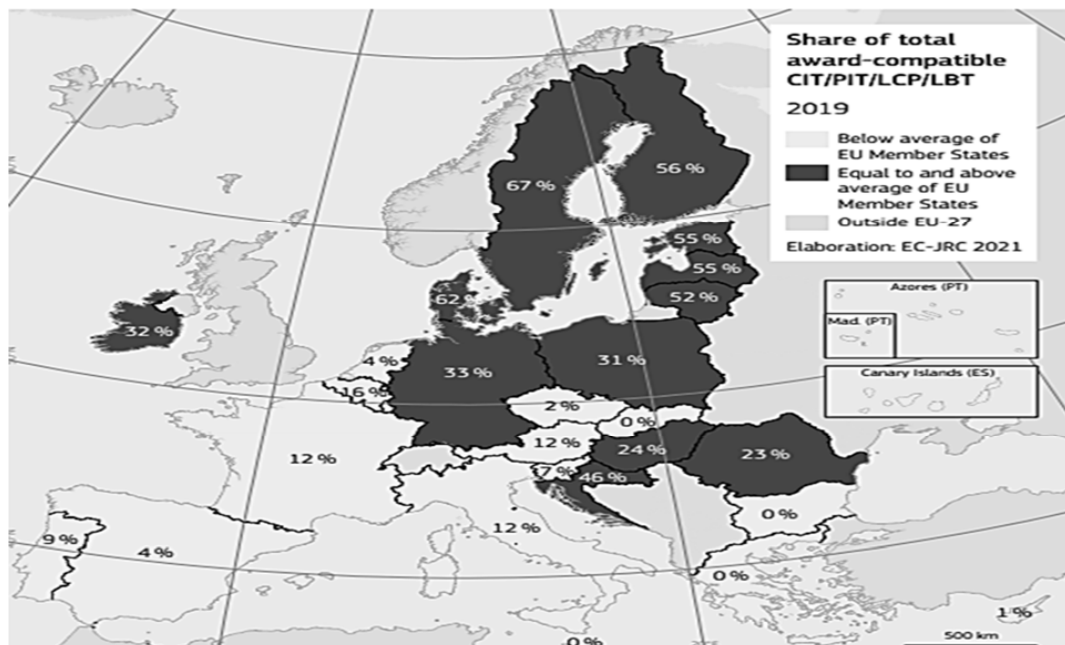 Share of total
award-compatible
CIT/PIT/LCP/LBT
2019
Below average of
EU Member States
Equal to and above
average of EU
Member States
Outside EU-27
Elaboration: EC-JRC 2021
67 %
56 %
55 %
55 %
52 %
62 %
32 %
Azores (PT)
Mad. (PT)
Canary Islands (ES)
4 %
33 %
31 %
16 %
2 %
0 %
12 %
12 %
24 %
23 %
7 %
46 %
0 %
12 %
9 %
4 %
0 %
1 %
0 %
500 km